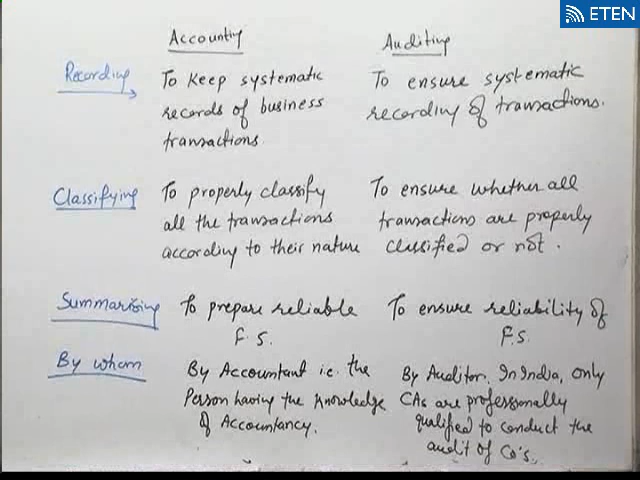 ETEN
Accounting Auditing
Recording To Keep systematic To ensure systematic
records of business recording of transactions.
transactions.
Classifying To properly classify To ensure whether all
all the transactions transactions are properly
according to their nature classified or not.
Summarising To prepare reliable To ensure reliability of
F.S. F.S.
By whom By Accountant i.e. the By Auditor. In India, only
Person having the Knowledge CAs are professionally
of Accountancy. qualified to conduct the
audit of Co's.